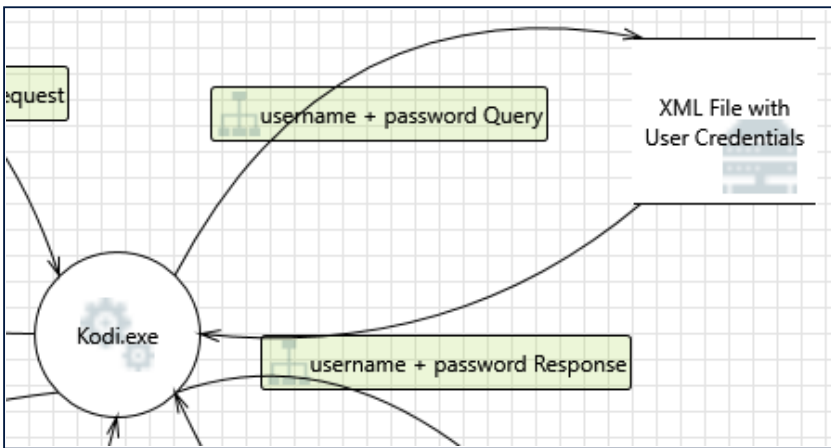 equest
username + password Query
XML File with
User Credentials
Kodi.exe
username + password Response